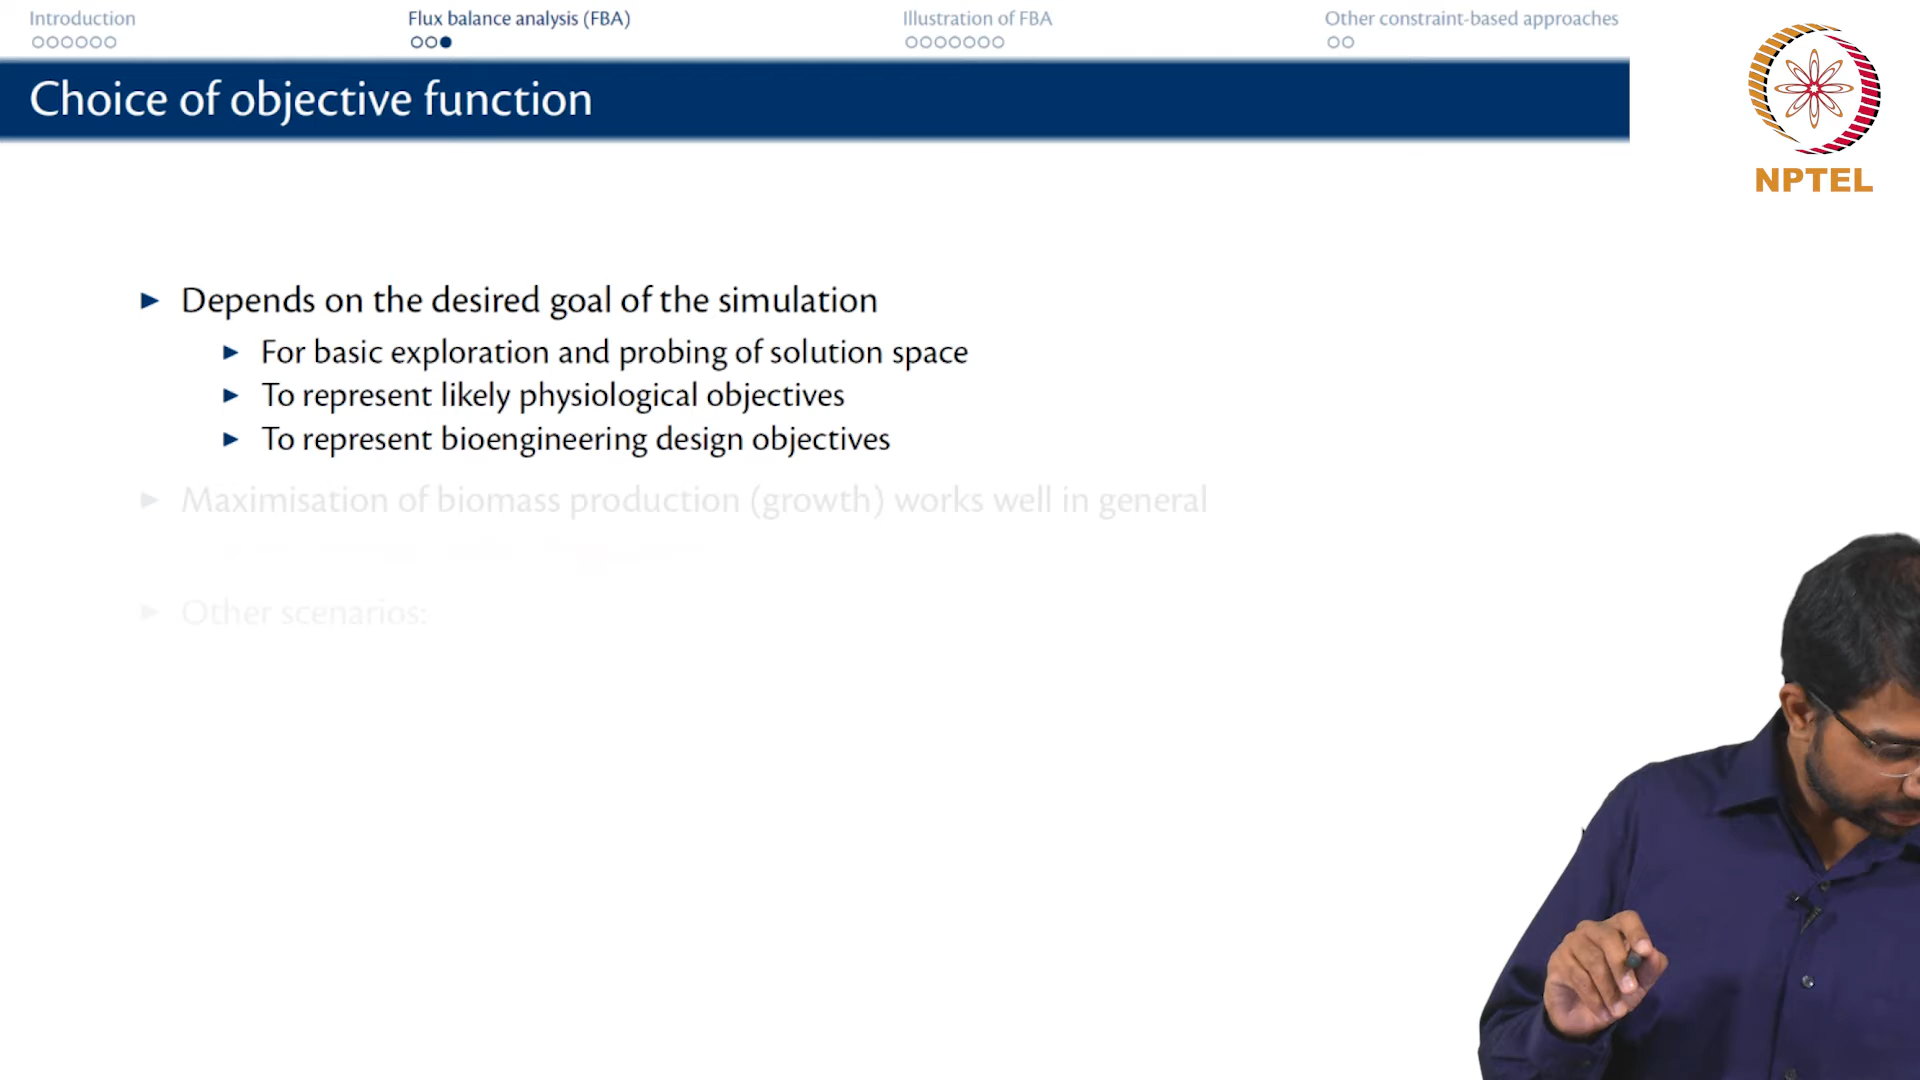 Introduction
Flux balance analysis (FBA)
Illustration of FBA
Other constraint-based approaches
Choice of objective function
NPTEL
Depends on the desired goal of the simulation
For basic exploration and probing of solution space
To represent likely physiological objectives
To represent bioengineering design objectives
Maximisation of biomass production (growth) works well in general
Other scenarios: